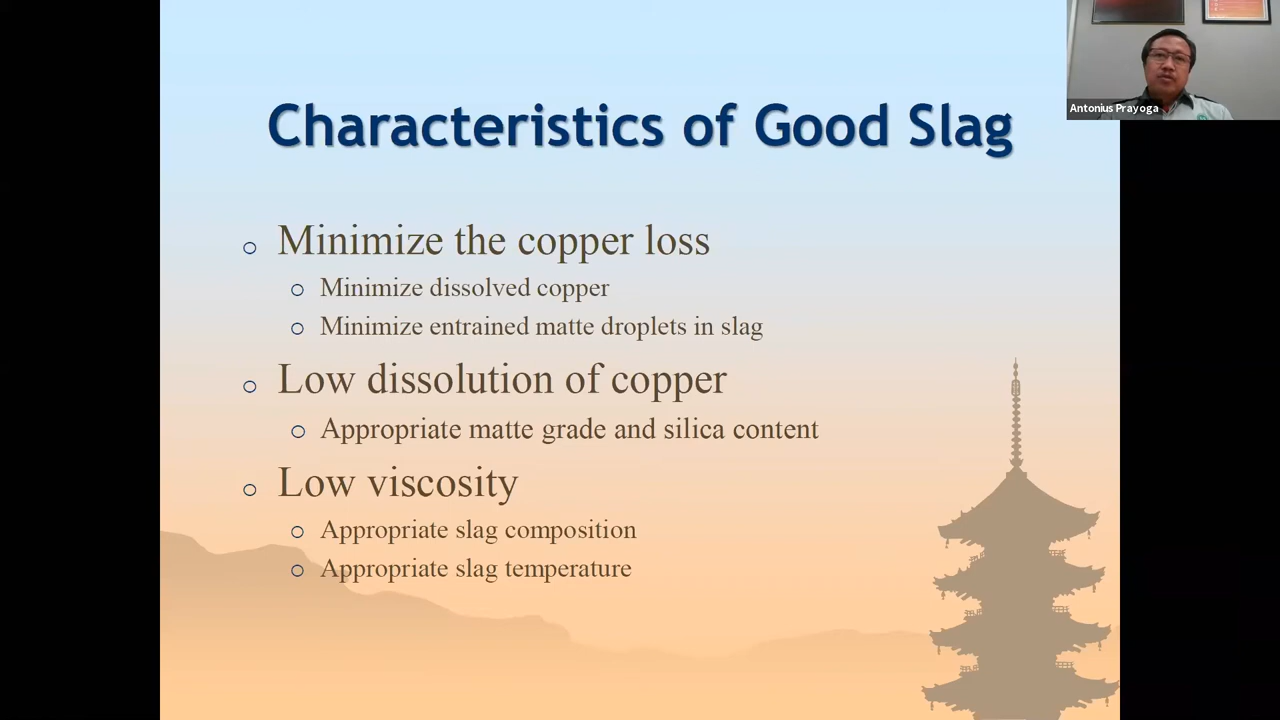 Antonius Prayoga
Characteristics of Good Slag
Minimize the copper loss
Minimize dissolved copper
Minimize entrained matte droplets in slag
Low dissolution of copper
Appropriate matte grade and silica content
Low viscosity
Appropriate slag composition
Appropriate slag temperature